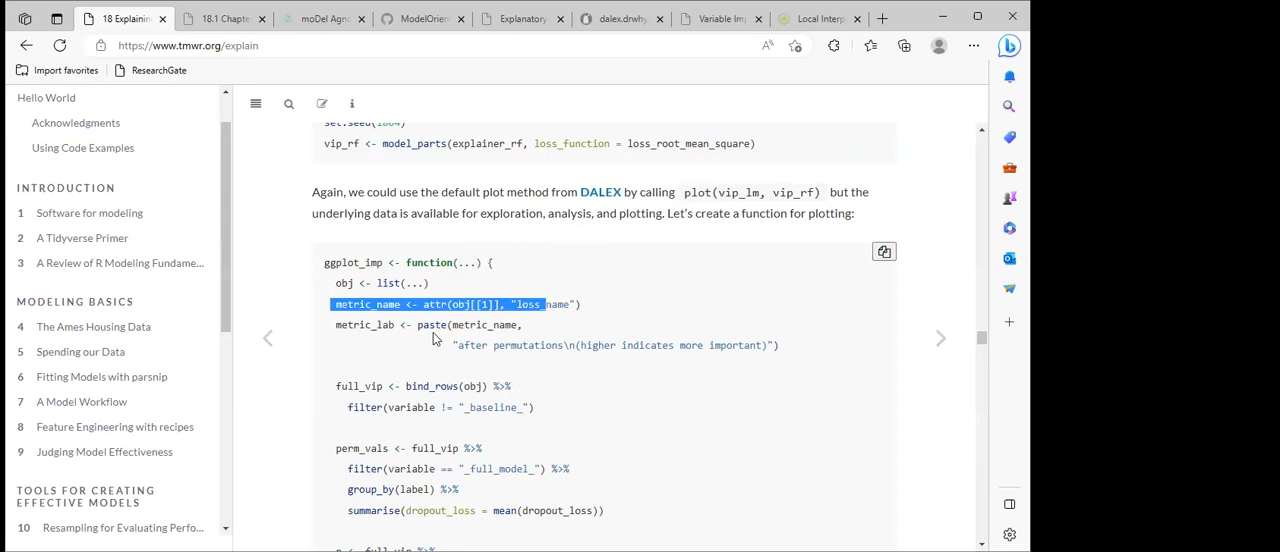 18 Explainin
18.1 Chapte
moDel Agno
ModelOrien
Explanatory
dalex.drwhy
Variable Im
Local Interp
https://www.tmwr.org/explain
Import favorites
ResearchGate
Hello World
Acknowledgments
Using Code Examples
INTRODUCTION
1 Software for modeling
2 A Tidyverse Primer
3 A Review of R Modeling Fundame...
MODELING BASICS
4 The Ames Housing Data
5 Spending our Data
6 Fitting Models with parsnip
7 A Model Workflow
8 Feature Engineering with recipes
9 Judging Model Effectiveness
TOOLS FOR CREATING
EFFECTIVE MODELS
10 Resampling for Evaluating Perfo...
set.seed(1804)
vip_rf <- model_parts(explainer_rf, loss_function = loss_root_mean_square)
Again, we could use the default plot method from DALEX by calling plot(vip_lm, vip_rf) but the
underlying data is available for exploration, analysis, and plotting. Let's create a function for plotting:
ggplot_imp <- function(...) {
obj <- list(...)
metric_name <- attr(obj[[1]], "loss_name")
metric_lab <- paste(metric_name,
"after permutations\n(higher indicates more important)")
full_vip <- bind_rows(obj) %>%
filter(variable != "_baseline_")
perm_vals <- full_vip %>%
filter(variable == "_full_model_") %>%
group_by(label) %>%
summarise(dropout_loss = mean(dropout_loss))
p <- full_vip %>%